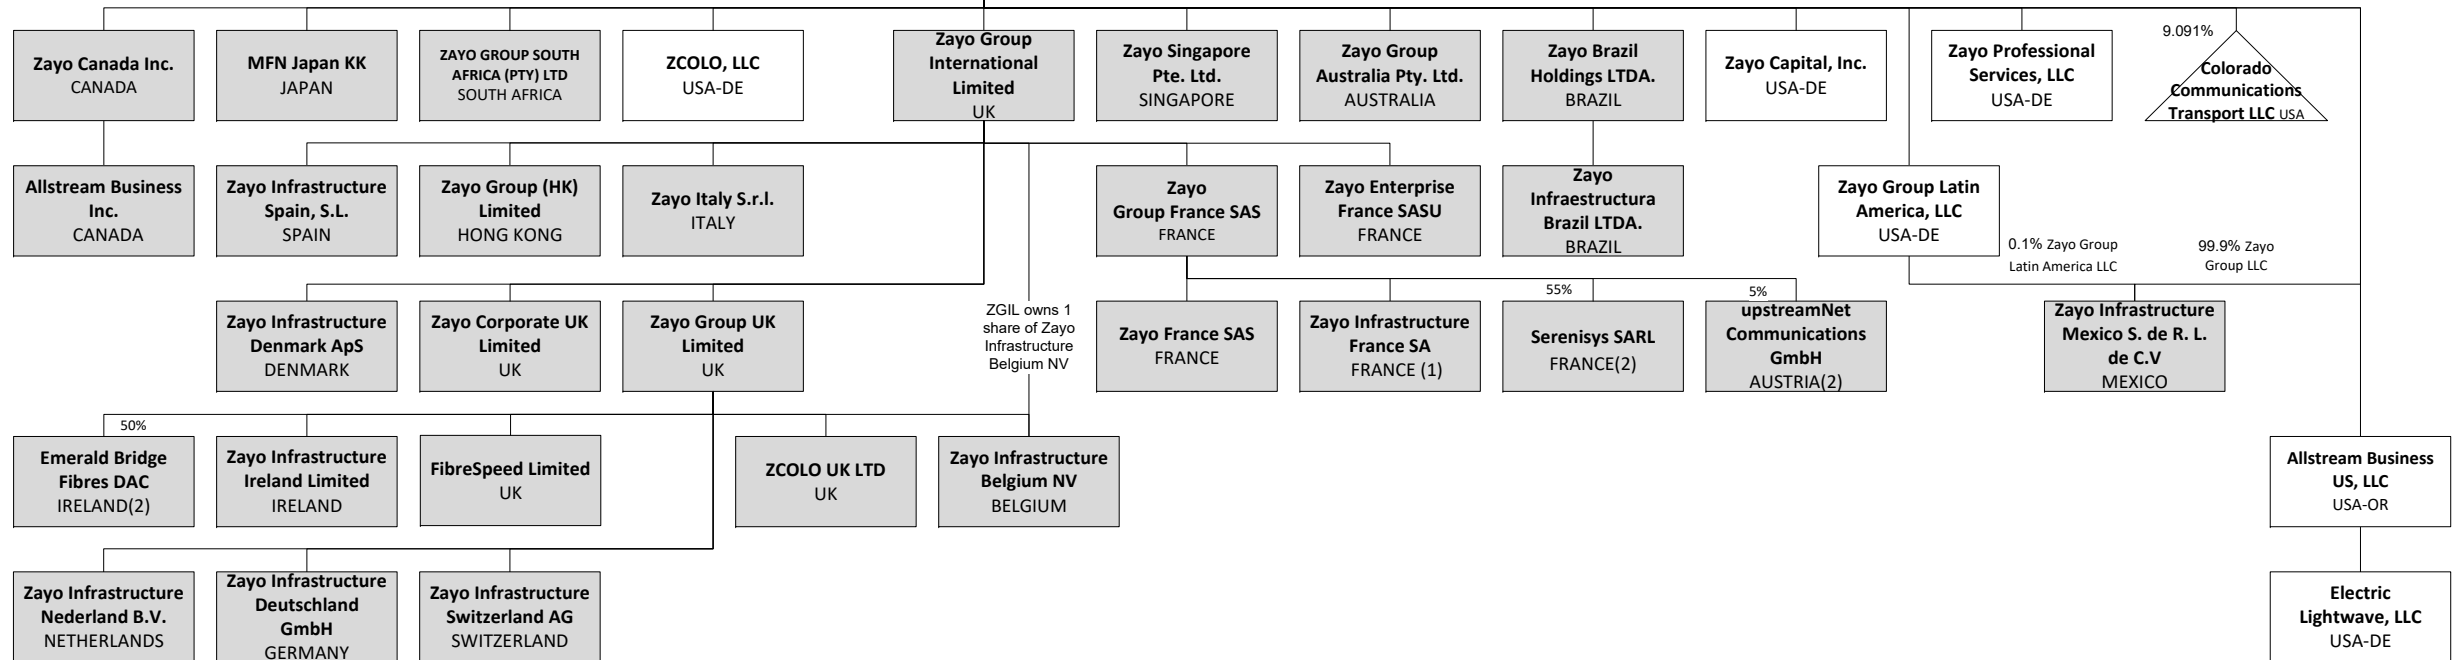 Zayo Canada Inc.
CANADA
MFN Japan KK
JAPAN
ZAYO GROUP SOUTH
AFRICA (PTY) LTD
SOUTH AFRICA
ZCOLO, LLC
USA-DE
Zayo Group
International
Limited
UK
Zayo Singapore
Pte. Ltd.
SINGAPORE
Zayo Group
Australia Pty. Ltd.
AUSTRALIA
Zayo Brazil
Holdings LTDA.
BRAZIL
Zayo Capital, Inc.
USA-DE
Zayo Professional
Services, LLC
USA-DE
9.091%
Colorado
Communications
Transport LLC USA
Allstream Business
Inc.
CANADA
Zayo Infrastructure
Spain, S.L.
SPAIN
Zayo Group (HK)
Limited
HONG KONG
Zayo Italy S.r.l.
ITALY
Zayo
Group France SAS
FRANCE
Zayo Enterprise
France SASU
FRANCE
Zayo
Infraestructura
Brazil LTDA.
BRAZIL
Zayo Group Latin
America, LLC
USA-DE
0.1% Zayo Group
Latin America LLC
99.9% Zayo
Group LLC
Zayo Infrastructure
Denmark ApS
DENMARK
Zayo Corporate UK
Limited
UK
Zayo Group UK
Limited
UK
ZGIL owns 1
share of Zayo
Infrastructure
Belgium NV
Zayo France SAS
FRANCE
Zayo Infrastructure
France SA
FRANCE (1)
55%
Serenisys SARL
FRANCE(2)
5%
upstreamNet
Communications
GmbH
AUSTRIA(2)
Zayo Infrastructure
Mexico S. de R. L.
de C.V
MEXICO
50%
Emerald Bridge
Fibres DAC
IRELAND(2)
Zayo Infrastructure
Ireland Limited
IRELAND
FibreSpeed Limited
UK
ZCOLO UK LTD
UK
Zayo Infrastructure
Belgium NV
BELGIUM
Allstream Business
US, LLC
USA-OR
Zayo Infrastructure
Nederland B.V.
NETHERLANDS
Zayo Infrastructure
Deutschland
GmbH
GERMANY
Zayo Infrastructure
Switzerland AG
SWITZERLAND
Electric
Lightwave, LLC
USA-DE